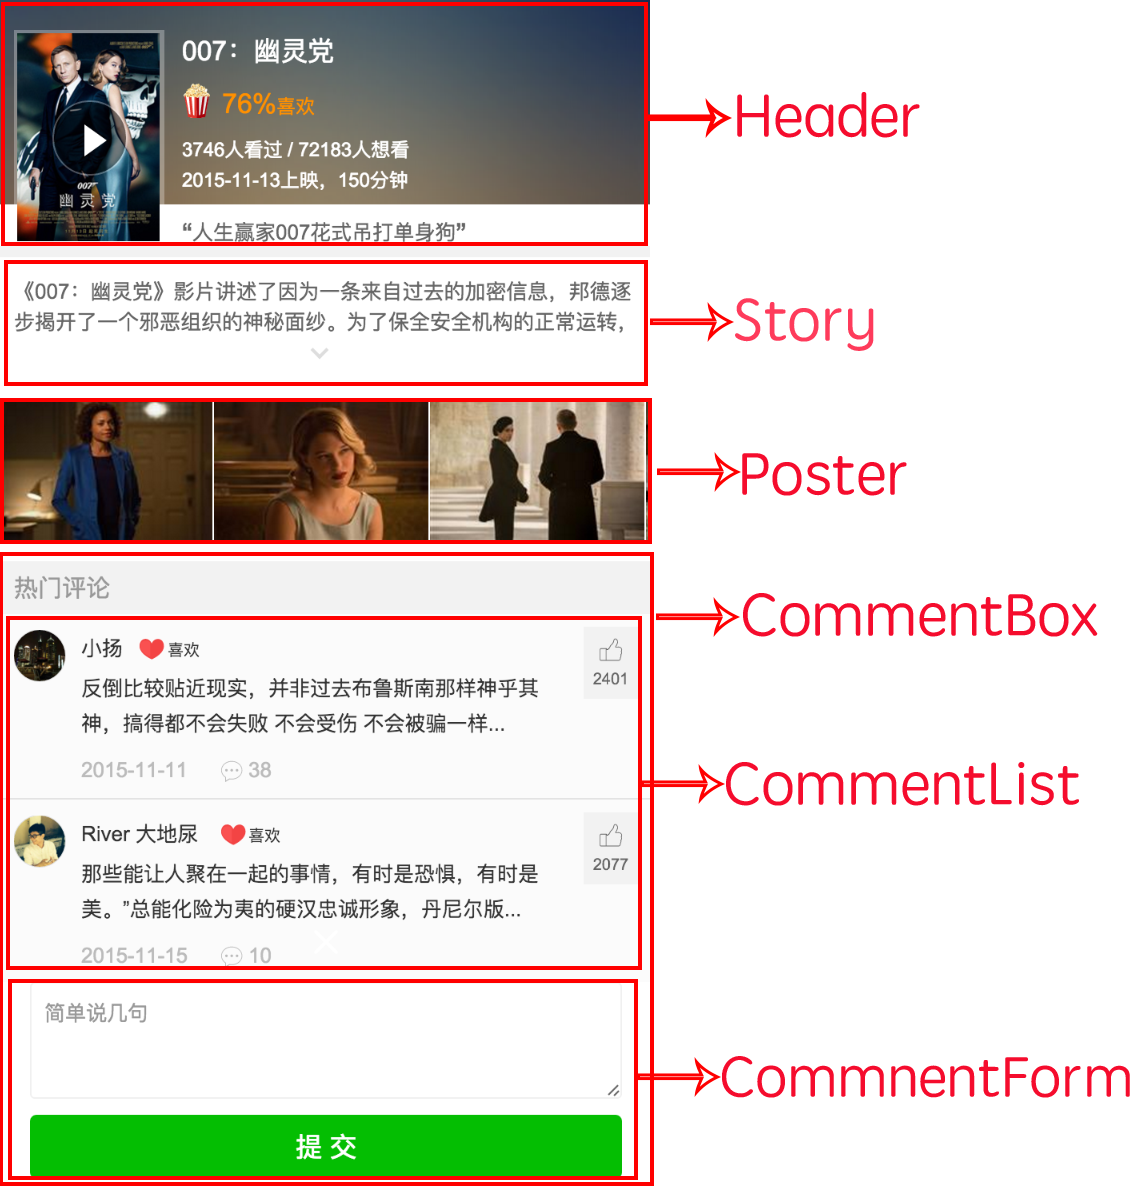 007：幽灵党
76%喜欢
3746人看过 / 72183人想看
2015-11-13上映，150分钟
“人生赢家007花式吊打单身狗”
007
幽灵党
Header
《007：幽灵党》影片讲述了因为一条来自过去的加密信息，邦德逐
步揭开了一个邪恶组织的神秘面纱。为了保全安全机构的正常运转，
Story
Poster
热门评论
CommentBox
小扬 喜欢
2401
反倒比较贴近现实，并非过去布鲁斯南那样神乎其
神，搞得都不会失败 不会受伤 不会被骗一样...
2015-11-11 38
CommentList
River 大地尿 喜欢
2077
那些能让人聚在一起的事情，有时是恐惧，有时是
美。”总能化险为夷的硬汉忠诚形象，丹尼尔版...
2015-11-15 10
简单说几句
CommnentForm
提 交